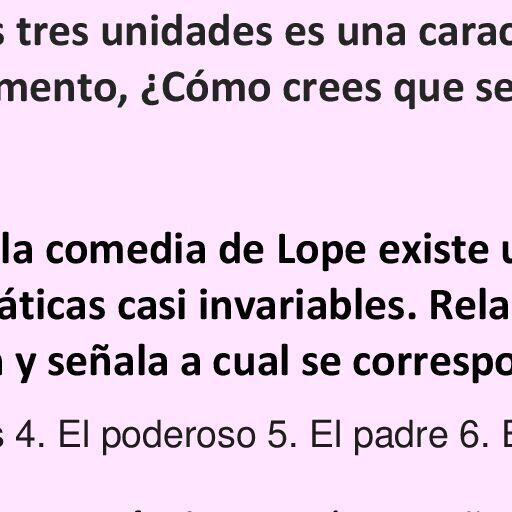 tres unidades es una carac
mento, ¿Cómo crees que se
la comedia de Lope existe
áticas casi invariables. Rela
y señala a cual se correspo
4. El poderoso 5. El padre 6.